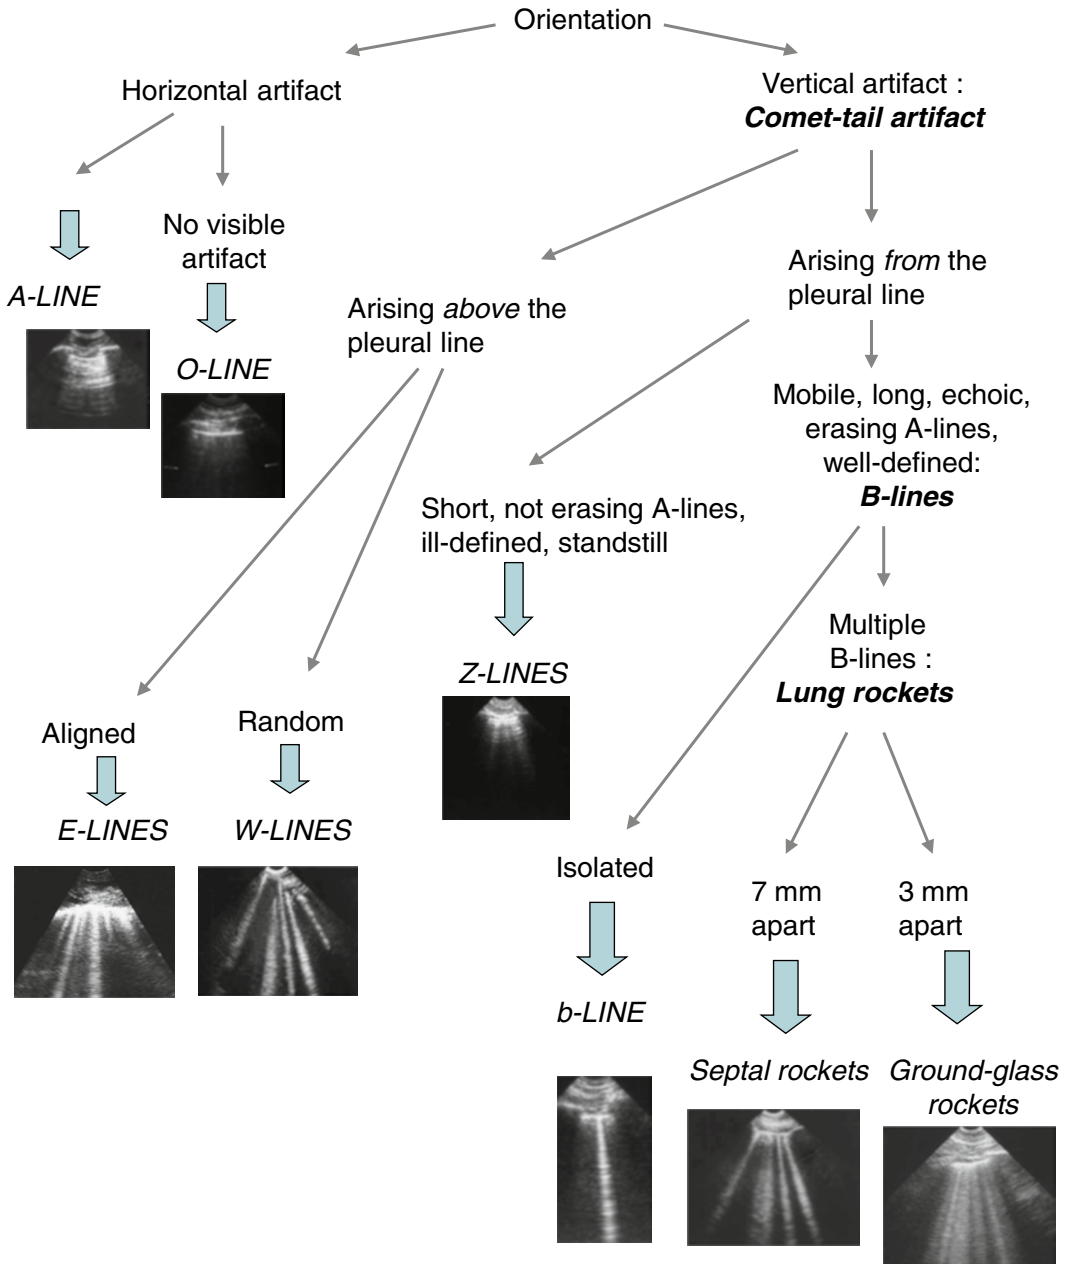 Orientation
Horizontal artifact
Vertical artifact :
Comet-tail artifact
No visible
artifact
A-LINE
O-LINE
Arising above the
pleural line
Arising from the
pleural line
Mobile, long, echoic,
erasing A-lines,
well-defined:
B-lines
Short, not erasing A-lines,
ill-defined, standstill
Z-LINES
Multiple
B-lines :
Lung rockets
Aligned
Random
E-LINES
W-LINES
Isolated
b-LINE
7 mm
apart
3 mm
apart
Septal rockets
Ground-glass
rockets